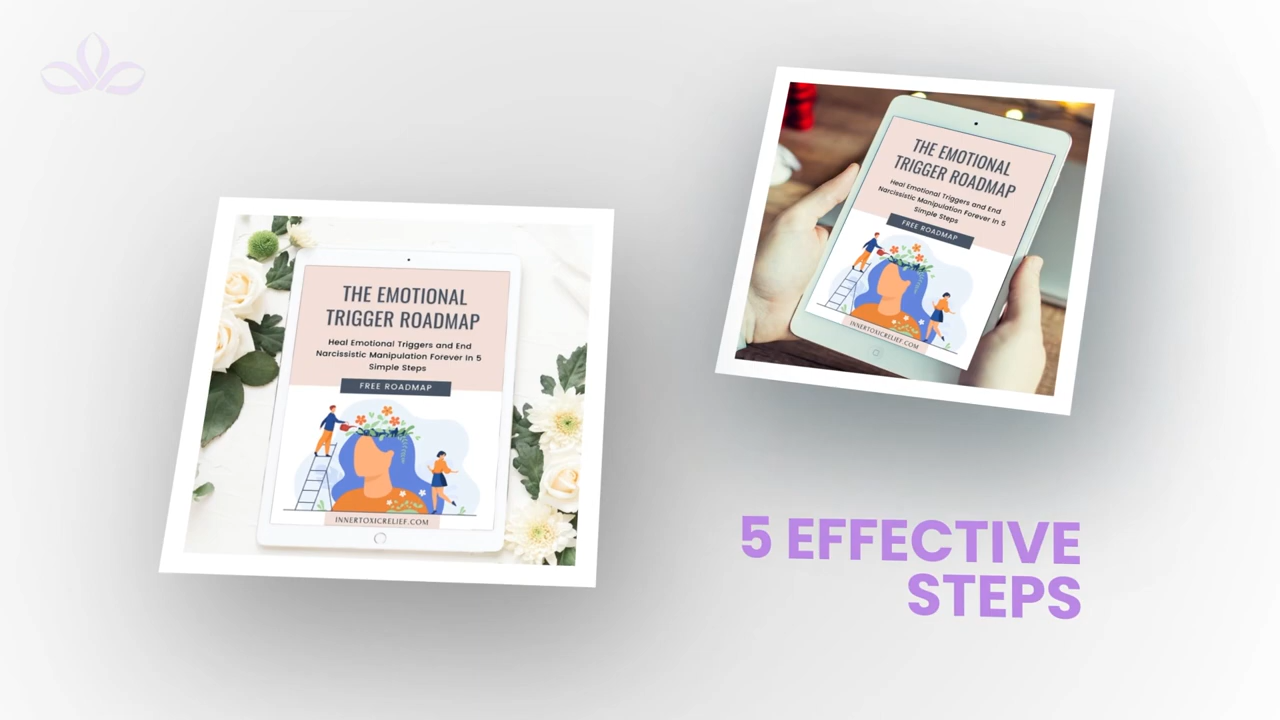 THE EMOTIONAL
TRIGGER ROADMAP
Heal Emotional Triggers and End
Narcissistic Manipulation Forever In 5
Simple Steps
FREE ROADMAP
INNERTOXICRELIEF.COM
THE EMOTIONAL
TRIGGER ROADMAP
Heal Emotional Triggers and End
Narcissistic Manipulation Forever In 5
Simple Steps
FREE ROADMAP
INNERTOXICRELIEF.COM
5 EFFECTIVE
STEPS